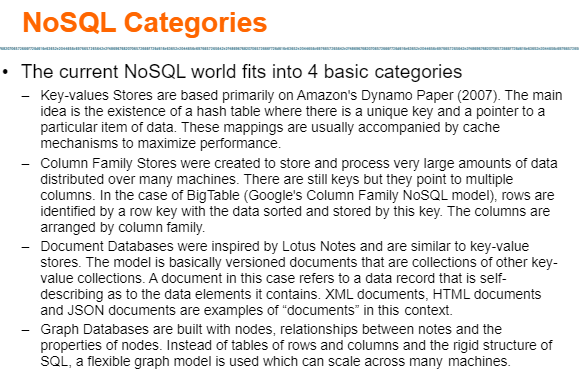 NoSQL Categories
• The current NoSQL world fits into 4 basic categories
– Key-values Stores are based primarily on Amazon's Dynamo Paper (2007). The main
idea is the existence of a hash table where there is a unique key and a pointer to a
particular item of data. These mappings are usually accompanied by cache
mechanisms to maximize performance.
– Column Family Stores were created to store and process very large amounts of data
distributed over many machines. There are still keys but they point to multiple
columns. In the case of BigTable (Google's Column Family NoSQL model), rows are
identified by a row key with the data sorted and stored by this key. The columns are
arranged by column family.
– Document Databases were inspired by Lotus Notes and are similar to key-value
stores. The model is basically versioned documents that are collections of other key-
value collections. A document in this case refers to a data record that is self-
describing as to the data elements it contains. XML documents, HTML documents
and JSON documents are examples of “documents” in this context.
– Graph Databases are built with nodes, relationships between notes and the
properties of nodes. Instead of tables of rows and columns and the rigid structure of
SQL, a flexible graph model is used which can scale across many machines.